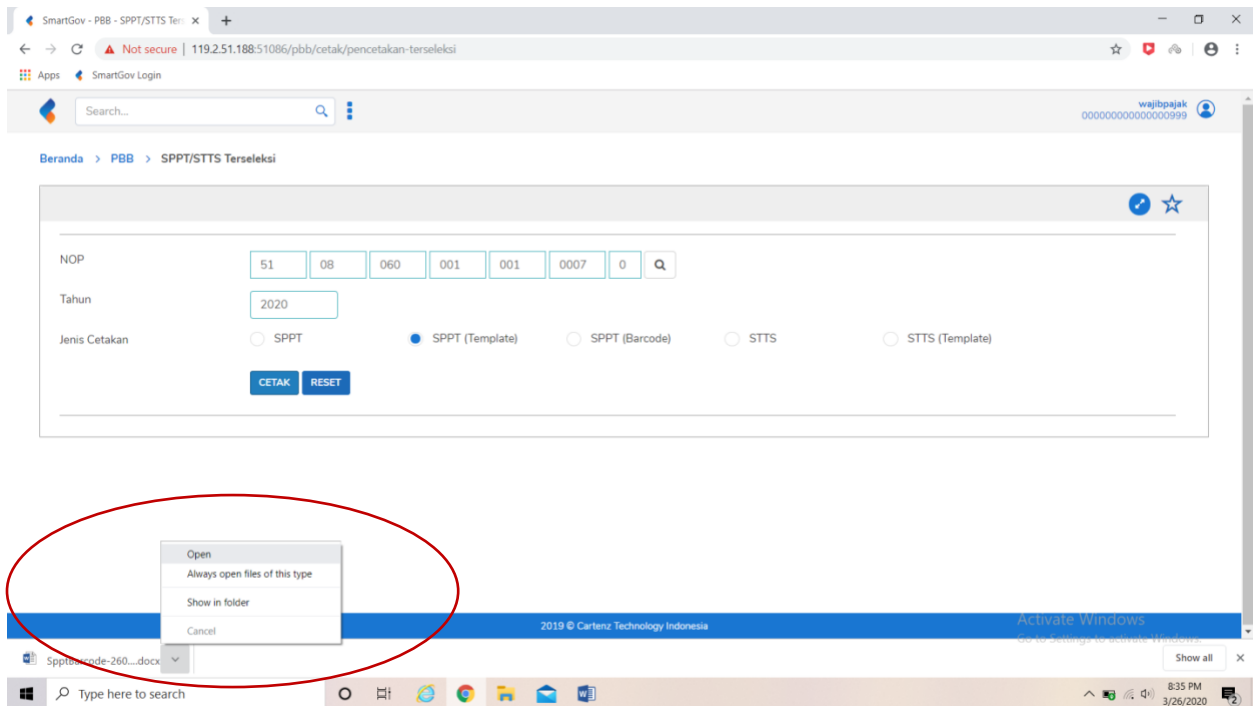 SmartGov - PBB - SPPT/STTS Ter
Not secure | 119.2.51.188:51086/pbb/cetak/pencetakan-terseleksi
Apps SmartGov Login
Search...
wajibpajak
000000000000000999
Beranda > PBB > SPPT/STTS Terseleksi
NOP 51 08 060 001 001 0007 0
Tahun 2020
Jenis Cetakan SPPT SPPT (Template) SPPT (Barcode) STTS STTS (Template)
CETAK RESET
Open
Always open files of this type
Show in folder
Cancel
2019 © Cartenz Technology Indonesia
Activate Windows
Go to Settings to activate Windows.
SpptBarcode-260....docx
Show all
Type here to search
8:35 PM
3/26/2020
2